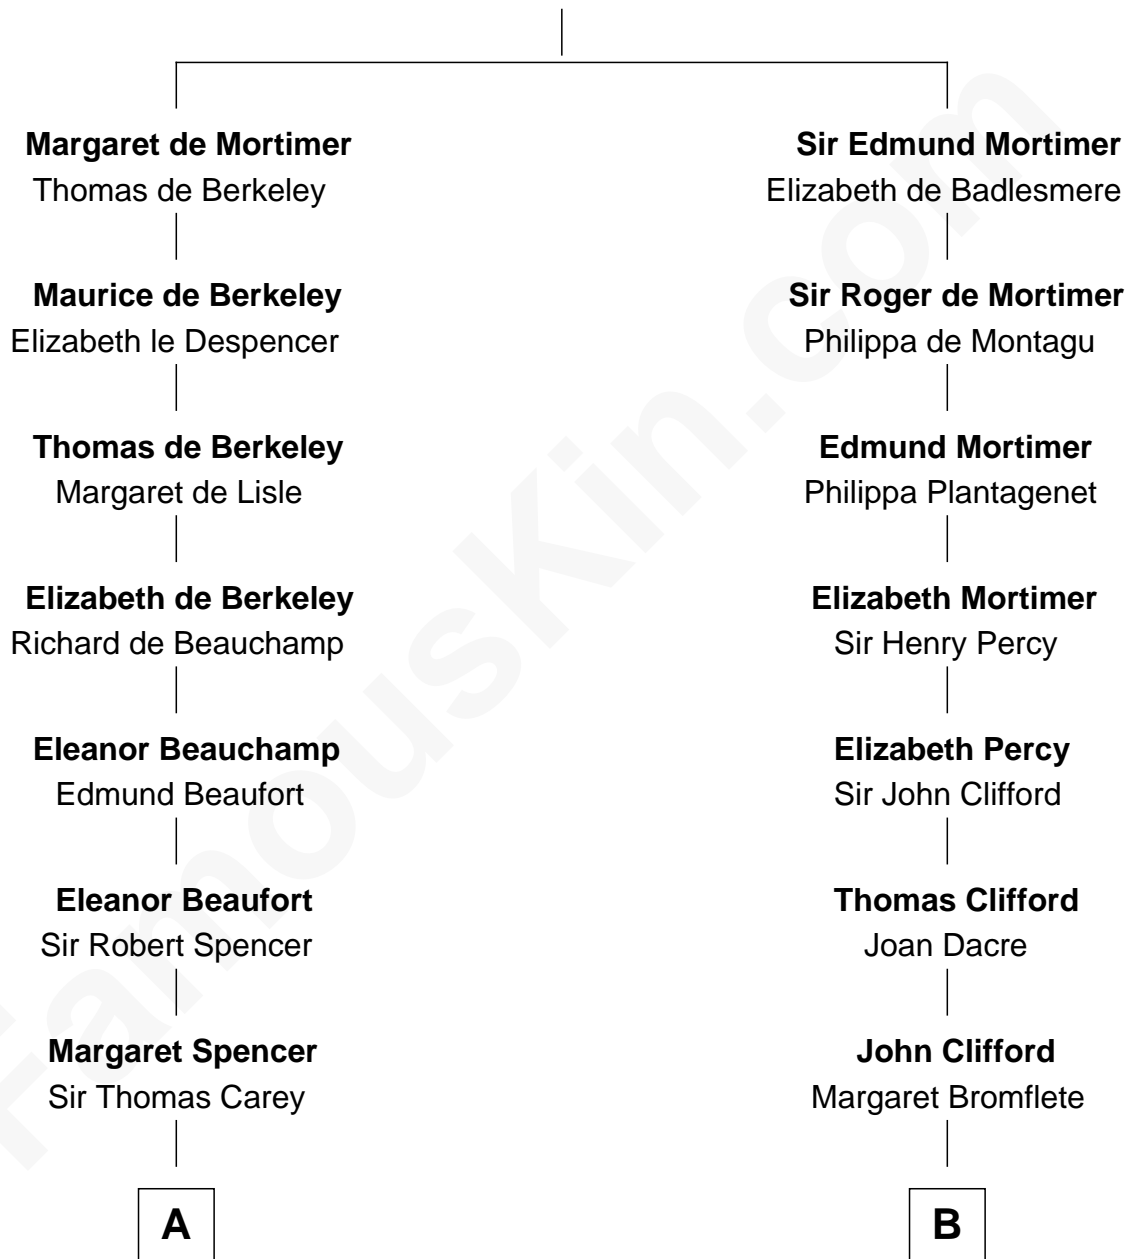 Margaret de Mortimer
Thomas de Berkeley
Maurice de Berkeley
Elizabeth le Despencer
Thomas de Berkeley
Margaret de Lisle
Elizabeth de Berkeley
Richard de Beauchamp
Eleanor Beauchamp
Edmund Beaufort
Eleanor Beaufort
Sir Robert Spencer
Margaret Spencer
Sir Thomas Carey
A
Sir Edmund Mortimer
Elizabeth de Badlesmere
Sir Roger de Mortimer
Philippa de Montagu
Edmund Mortimer
Philippa Plantagenet
Elizabeth Mortimer
Sir Henry Percy
Elizabeth Percy
Sir John Clifford
Thomas Clifford
Joan Dacre
John Clifford
Margaret Bromflete
B
FamousKin.com